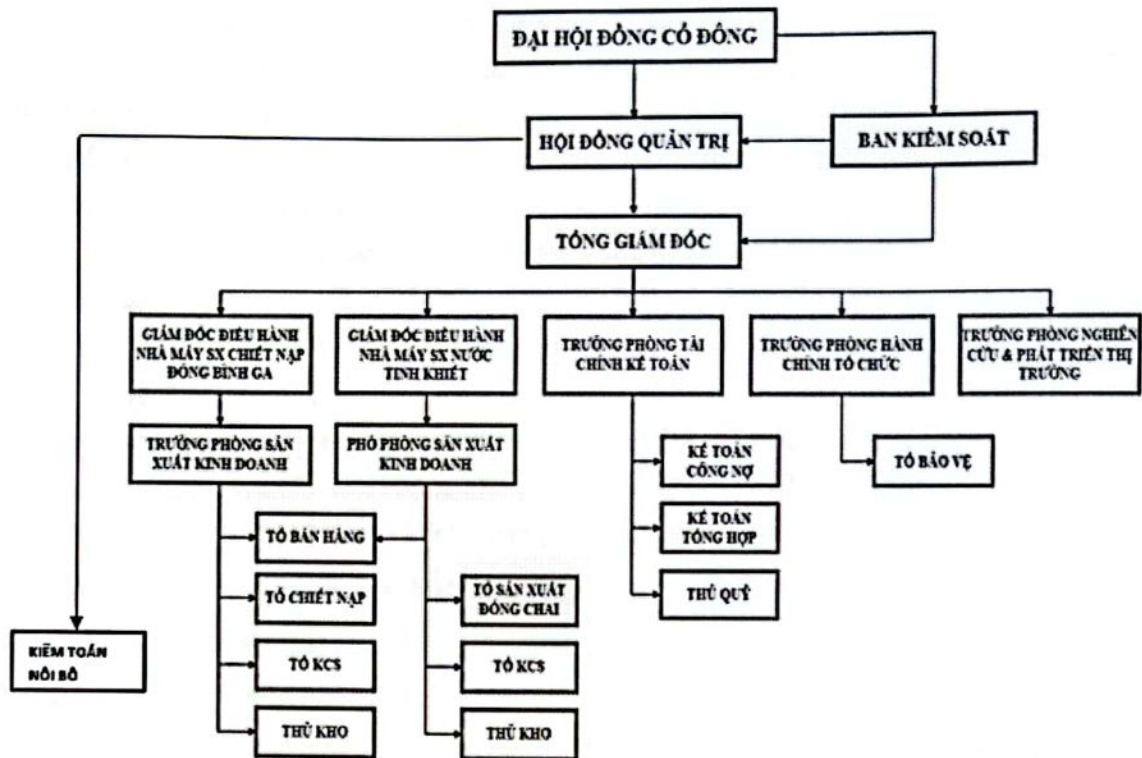 ĐẠI HỘI ĐỒNG CỔ ĐÔNG
HỘI ĐỒNG QUẢN TRỊ
BAN KIỂM SOÁT
TỔNG GIÁM ĐỐC
GIÁM ĐỐC ĐIỀU HÀNH
NHÀ MÁY SX CHIẾT NẠP
ĐÓNG BÌNH GA
GIÁM ĐỐC ĐIỀU HÀNH
NHÀ MÁY SX NƯỚC
TINH KHIẾT
TRƯỞNG PHÒNG TÀI
CHÍNH KẾ TOÁN
TRƯỞNG PHÒNG HÀNH
CHÍNH TỔ CHỨC
TRƯỞNG PHÒNG NGHIÊN
CỨU & PHÁT TRIỂN THỊ
TRƯỜNG
TRƯỞNG PHÒNG SẢN
XUẤT KINH DOANH
PHÓ PHÒNG SẢN XUẤT
KINH DOANH
KẾ TOÁN
CÔNG NỢ
TỔ BẢO VỆ
TỔ BÁN HÀNG
KẾ TOÁN
TỔNG HỢP
TỔ CHIẾT NẠP
TỔ SẢN XUẤT
ĐÓNG CHAI
THỦ QUỸ
KIỂM TOÁN
NỘI BỘ
TỔ KCS
TỔ KCS
THỦ KHO
THỦ KHO